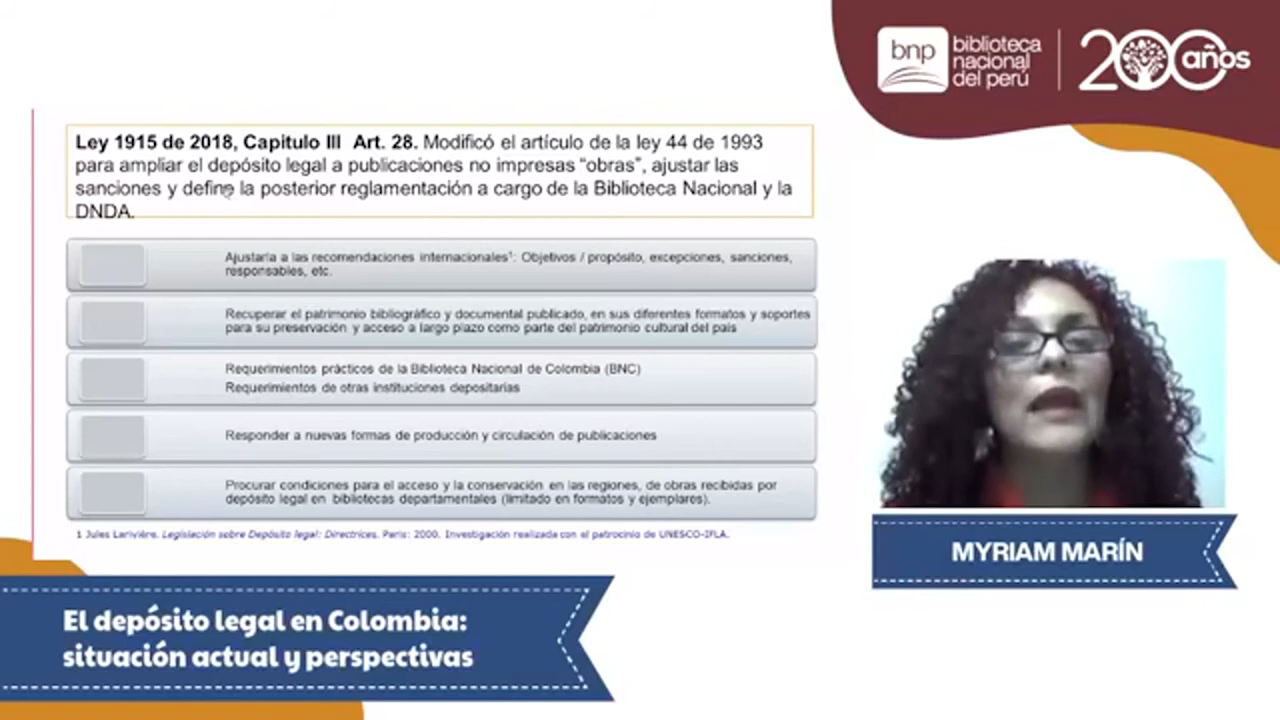 bnp
biblioteca
nacional
del perú
200 años
Ley 1915 de 2018, Capitulo III Art. 28. Modificó el artículo de la ley 44 de 1993
para ampliar el depósito legal a publicaciones no impresas “obras”, ajustar las
sanciones y define la posterior reglamentación a cargo de la Biblioteca Nacional y la
DNDA.
Ajustarla a las recomendaciones internacionales¹: Objetivos / propósito, excepciones, sanciones,
responsables, etc.
Recuperar el patrimonio bibliográfico y documental publicado, en sus diferentes formatos y soportes
para su preservación y acceso a largo plazo como parte del patrimonio cultural del país
Requerimientos prácticos de la Biblioteca Nacional de Colombia (BNC)
Requerimientos de otras instituciones depositarias
Responder a nuevas formas de producción y circulación de publicaciones
Procurar condiciones para el acceso y la conservación en las regiones, de obras recibidas por
depósito legal en bibliotecas departamentales (limitado en formatos y ejemplares).
1 Jules Larivière. Legislación sobre Depósito legal: Directrices. Paris: 2000. Investigación realizada con el patrocinio de UNESCO-IFLA.
MYRIAM MARÍN
El depósito legal en Colombia:
situación actual y perspectivas